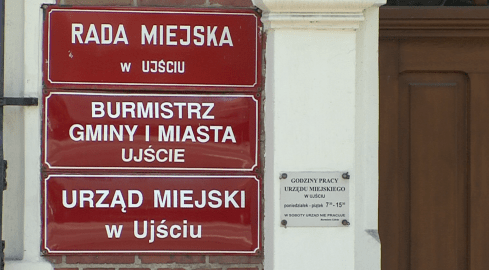 RADA MIEJSKA
w UJŚCIU
BURMISTRZ
GMINY I MIASTA
UJŚCIE
URZĄD MIEJSKI
w Ujściu
GODZINY PRACY
URZĘDU MIEJSKIEGO
W UJŚCIU
poniedziałek - piątek 7³⁰ - 15³⁰
W SOBOTY URZĄD NIE PRACUJE